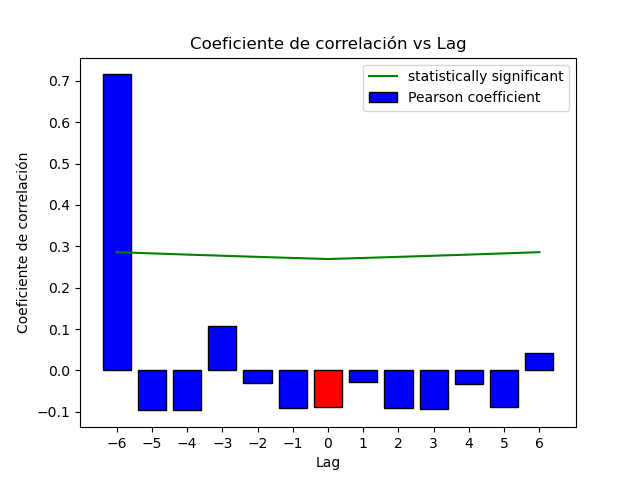 Coeficiente de correlación vs Lag
statistically significant
Pearson coefficient
Coeficiente de correlación
0.7
0.6
0.5
0.4
0.3
0.2
0.1
0.0
−0.1
−6 −5 −4 −3 −2 −1 0 1 2 3 4 5 6
Lag